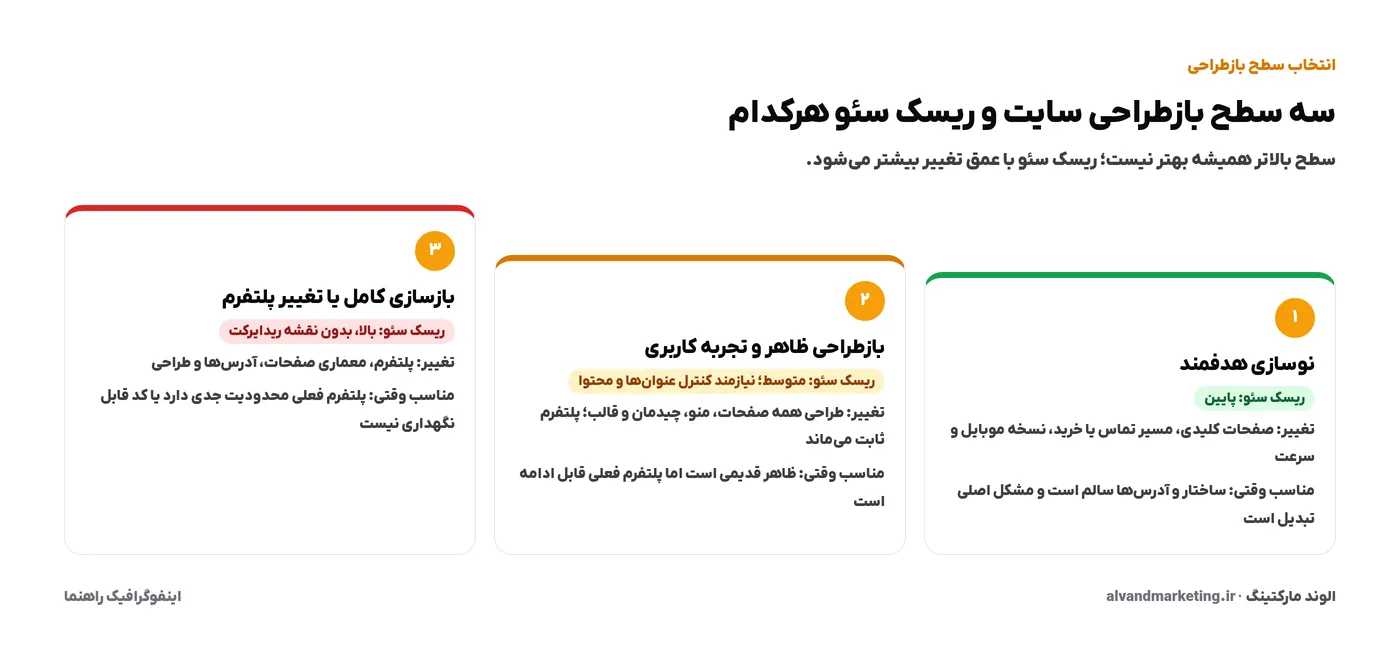 انتخاب سطح بازطراحی
سه سطح بازطراحی سایت و ریسک سئو هرکدام
سطح بالاتر همیشه بهتر نیست؛ ریسک سئو با عمق تغییر بیشتر می‌شود.
۱
نوسازی هدفمند
ریسک سئو: پایین
تغییر: صفحات کلیدی، مسیر تماس یا خرید، نسخه موبایل و
سرعت
مناسب وقتی: ساختار و آدرس‌ها سالم است و مشکل اصلی
تبدیل است
۲
بازطراحی ظاهر و تجربه کاربری
ریسک سئو: متوسط؛ نیازمند کنترل عنوان‌ها و محتوا
تغییر: طراحی همه صفحات، منو، چیدمان و قالب؛ پلتفرم
ثابت می‌ماند
مناسب وقتی: ظاهر قدیمی است اما پلتفرم فعلی قابل ادامه
است
۳
بازسازی کامل یا تغییر پلتفرم
ریسک سئو: بالا، بدون نقشه ریدایرکت
تغییر: پلتفرم، معماری صفحات، آدرس‌ها و طراحی
مناسب وقتی: پلتفرم فعلی محدودیت جدی دارد یا کد قابل
نگهداری نیست
الوند مارکتینگ · alvandmarketing.ir
اینفوگرافیک راهنما